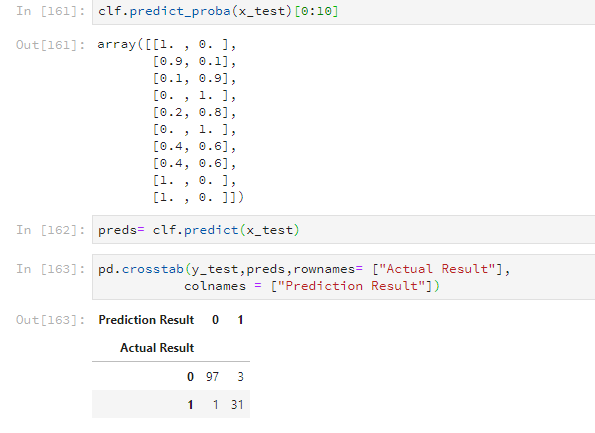 In [161]: clf.predict_proba(x_test)[0:10]
Out[161]: array([[1. , 0. ],
[0.9, 0.1],
[0.1, 0.9],
[0. , 1. ],
[0.2, 0.8],
[0. , 1. ],
[0.4, 0.6],
[0.4, 0.6],
[1. , 0. ],
[1. , 0. ]])
In [162]: preds= clf.predict(x_test)
In [163]: pd.crosstab(y_test,preds,rownames= ["Actual Result"],
colnames = ["Prediction Result"])
Out[163]: Prediction Result 0 1
Actual Result
0 97 3
1 1 31